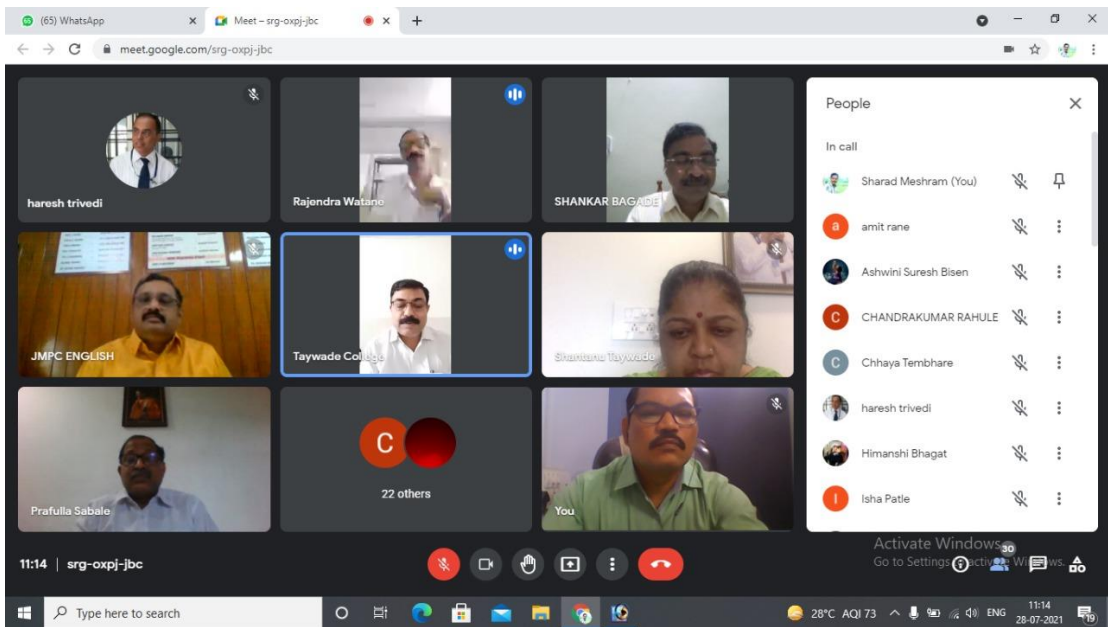 (65) WhatsApp
Meet – srg-oxpj-jbc
meet.google.com/srg-oxpj-jbc
haresh trivedi
Rajendra Watane
SHANKAR BAGADE
JMPC ENGLISH
Taywade College
Shantanu Taywade
Prafulla Sabale
C
22 others
You
People
In call
Sharad Meshram (You)
a
amit rane
Ashwini Suresh Bisen
C
CHANDRAKUMAR RAHULE
C
Chhaya Tembhare
haresh trivedi
Himanshi Bhagat
I
Isha Patle
Activate Windows
Go to Settings
30
11:14 | srg-oxpj-jbc
Type here to search
28°C AQI 73
ENG
11:14
28-07-2021
19